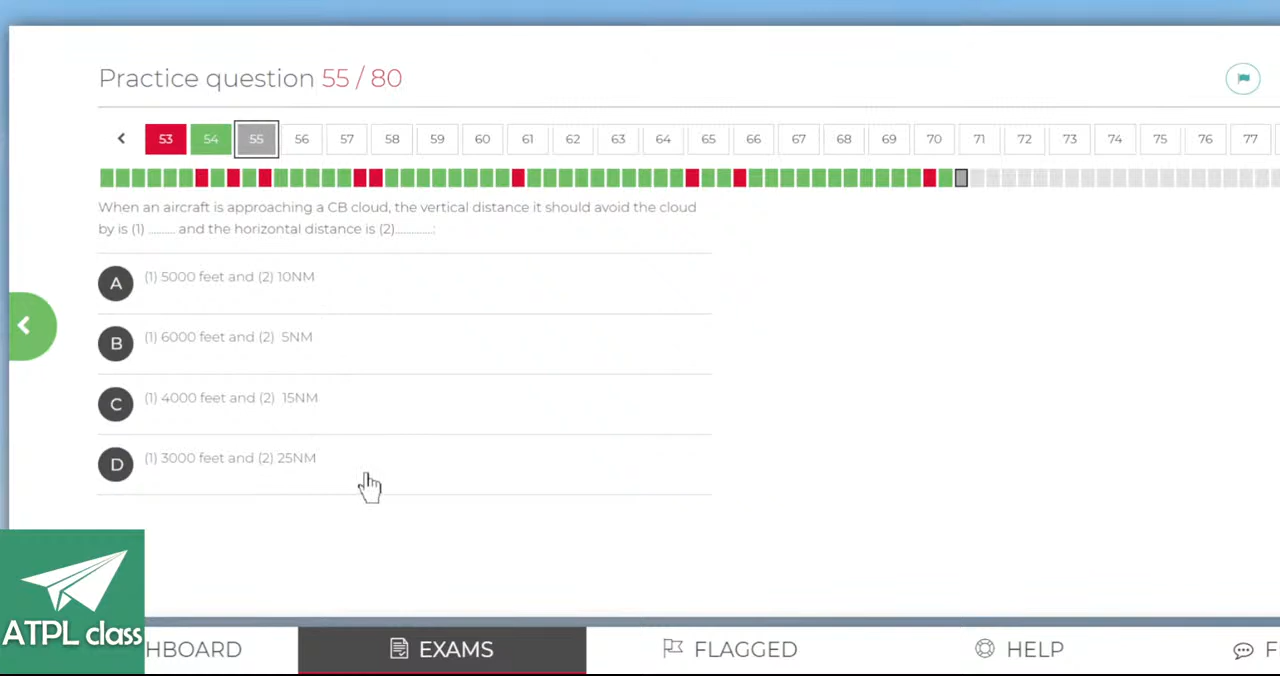 Practice question 55 / 80
53 54 55 56 57 58 59 60 61 62 63 64 65 66 67 68 69 70 71 72 73 74 75 76 77
When an aircraft is approaching a CB cloud, the vertical distance it should avoid the cloud
by is (1) ......... and the horizontal distance is (2).............:
A (1) 5000 feet and (2) 10NM
B (1) 6000 feet and (2)  5NM
C (1) 4000 feet and (2)  15NM
D (1) 3000 feet and (2) 25NM
ATPL class
HBOARD EXAMS FLAGGED HELP F